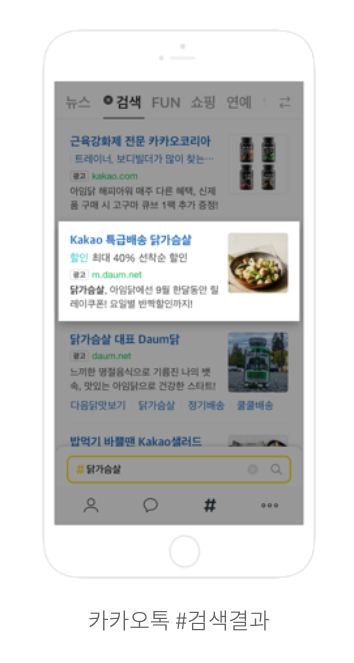 뉴스 검색 FUN 쇼핑 연예
근육강화제 전문 카카오코리아
트레이너, 보디빌더가 많이 찾는…
광고 kakao.com
아임닭 해피아워 매주 다른 혜택, 신제
품 구매 시 고구마 큐브 1팩 추가 증정!
Kakao 특급배송 닭가슴살
할인 최대 40% 선착순 할인
광고 m.daum.net
닭가슴살, 아임닭에선 9월 한달동안 릴
레이쿠폰! 요일별 반짝할인까지!
닭가슴살 대표 Daum닭
광고 daum.net
느끼한 명절음식으로 기름진 나의 뱃
속, 맛있는 아임닭으로 건강한 스타트!
다음닭맛보기 닭가슴살 정기배송 쿨쿨배송
밥먹기 바쁠땐 Kakao샐러드
#닭가슴살
#
카카오톡 #검색결과